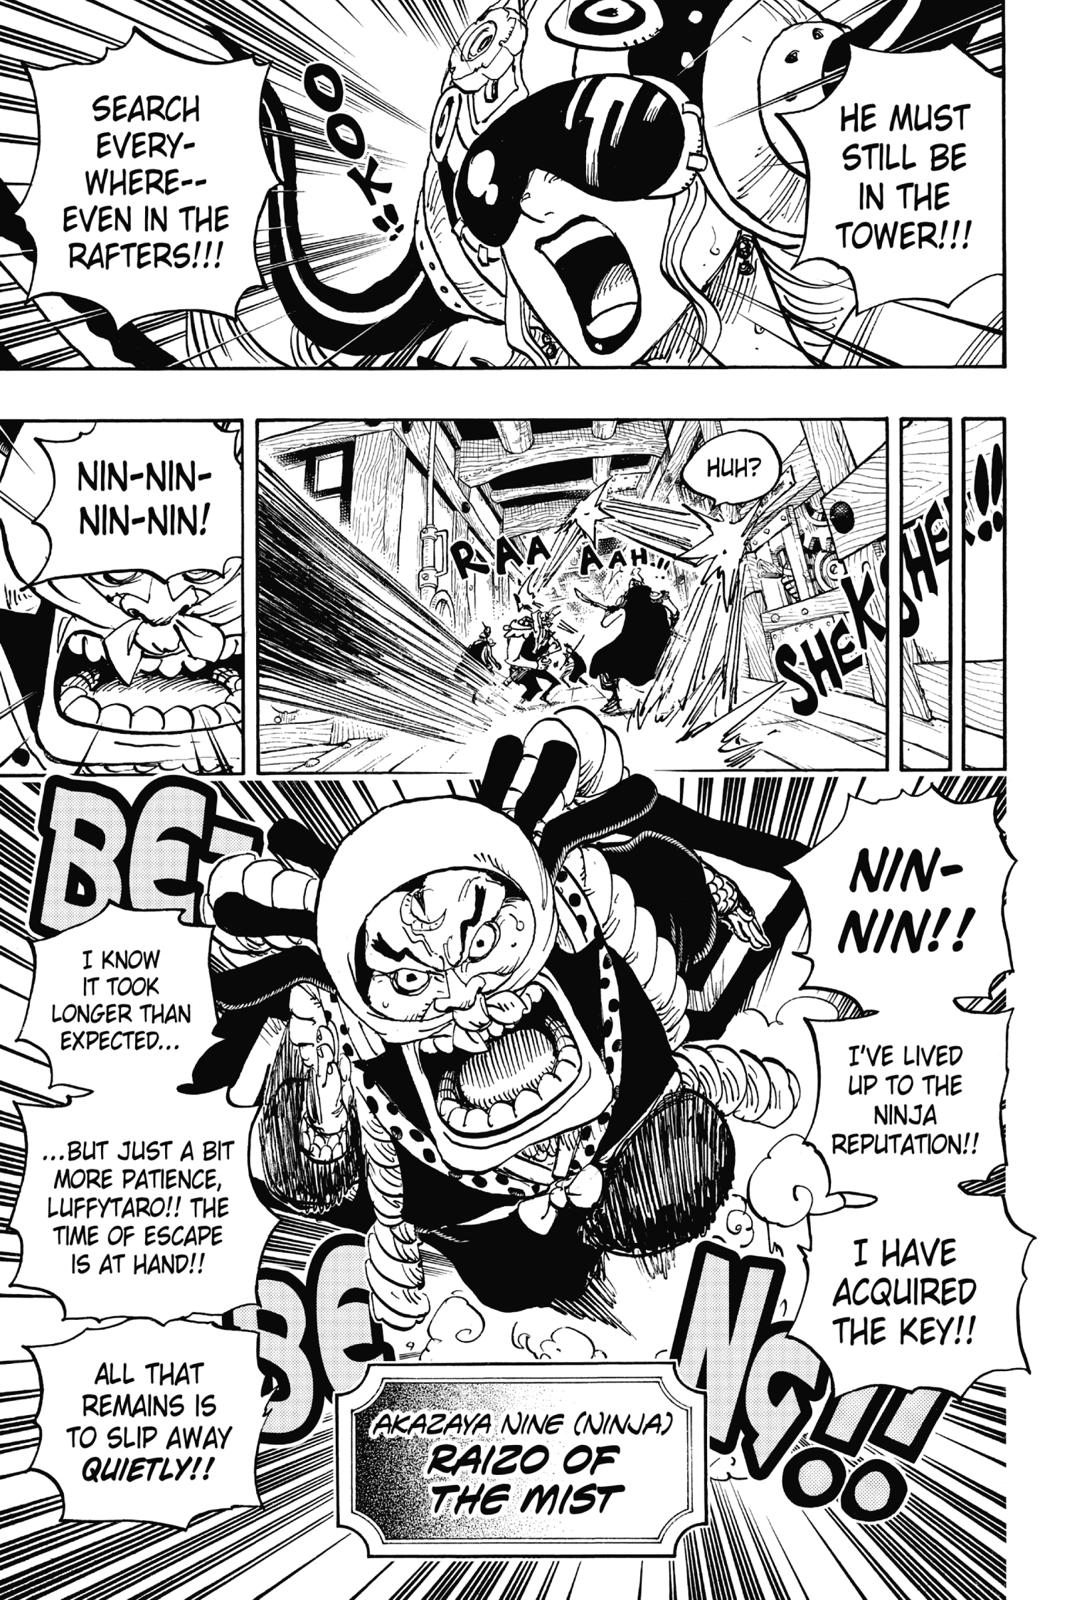 HE MUST
STILL BE
IN THE
TOWER!!!
OOOK!!
SEARCH
EVERY-
WHERE--
EVEN IN THE
RAFTERS!!!
SHEK SHEK!!
HUH?
RAA AAH!!!
NIN-NIN-
NIN-NIN!
NIN-
NIN!!
I'VE LIVED
UP TO THE
NINJA
REPUTATION!!
I HAVE
ACQUIRED
THE KEY!!
I KNOW
IT TOOK
LONGER THAN
EXPECTED...
...BUT JUST A BIT
MORE PATIENCE,
LUFFYTARO!! THE
TIME OF ESCAPE
IS AT HAND!!
ALL THAT
REMAINS IS
TO SLIP AWAY
QUIETLY!!
BE-
BENG!!
AKAZAYA NINE (NINJA)
RAIZO OF
THE MIST